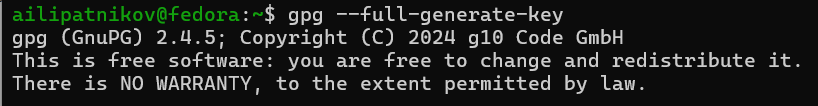 ailipatnikov@fedora:~$ gpg --full-generate-key
gpg (GnuPG) 2.4.5; Copyright (C) 2024 g10 Code GmbH
This is free software: you are free to change and redistribute it.
There is NO WARRANTY, to the extent permitted by law.